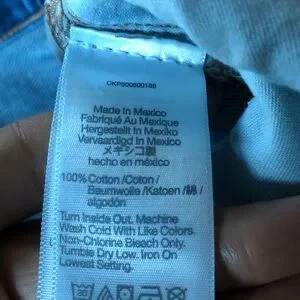 CKP500600186
Made In Mexico
Fabriqué Au Mexique
Hergestellt In Mexiko
Vervaardigd In Mexico
メキシコ製
hecho en méxico
100% Cotton /Coton /
Baumwolle /Katoen /綿 /
algodón
Turn Inside Out. Machine
Wash Cold With Like Colors.
Non-Chlorine Bleach Only.
Tumble Dry Low. Iron On
Lowest Setting.
30